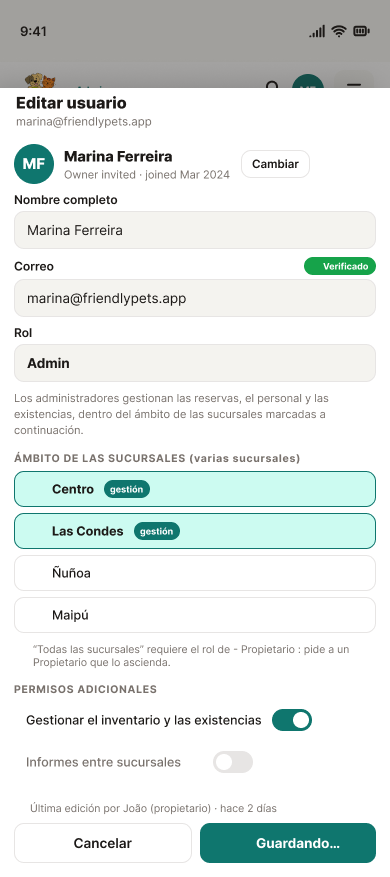 9:41
Editar usuario
marina@friendlypets.app
MF
Marina Ferreira
Owner invited · joined Mar 2024
Cambiar
Nombre completo
Marina Ferreira
Correo
Verificado
marina@friendlypets.app
Rol
Admin
Los administradores gestionan las reservas, el personal y las
existencias, dentro del ámbito de las sucursales marcadas a
continuación.
ÁMBITO DE LAS SUCURSALES (varias sucursales)
Centro gestión
Las Condes gestión
Ñuñoa
Maipú
“Todas las sucursales” requiere el rol de - Propietario : pide a un
Propietario que lo ascienda.
PERMISOS ADICIONALES
Gestionar el inventario y las existencias
Informes entre sucursales
Última edición por João (propietario) · hace 2 días
Cancelar
Guardando…